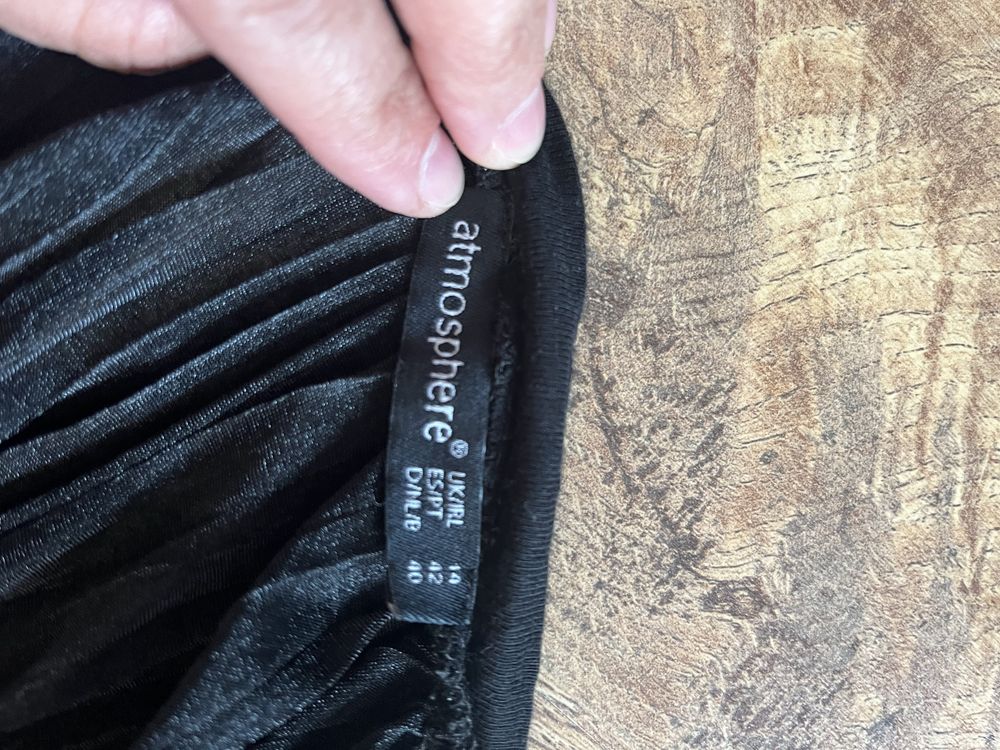 atmosphere®
UK/IRL 14
ES/PT 42
D/NL/B 40